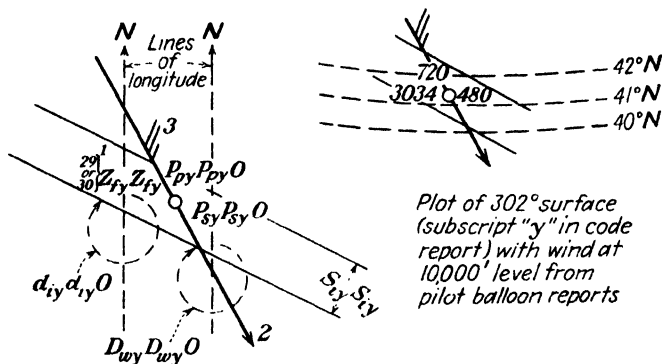 N
Lines
of
longitude
N
3
29
or
30
1
Z_fy Z_fy
P_py P_py O
P_sy P_sy O
d_iy d_iy O
D_wy D_wy O
2
S_iy S_iy
720
3034
480
42°N
41°N
40°N
Plot of 302° surface
(subscript "y" in code
report) with wind at
10,000' level from
pilot balloon reports